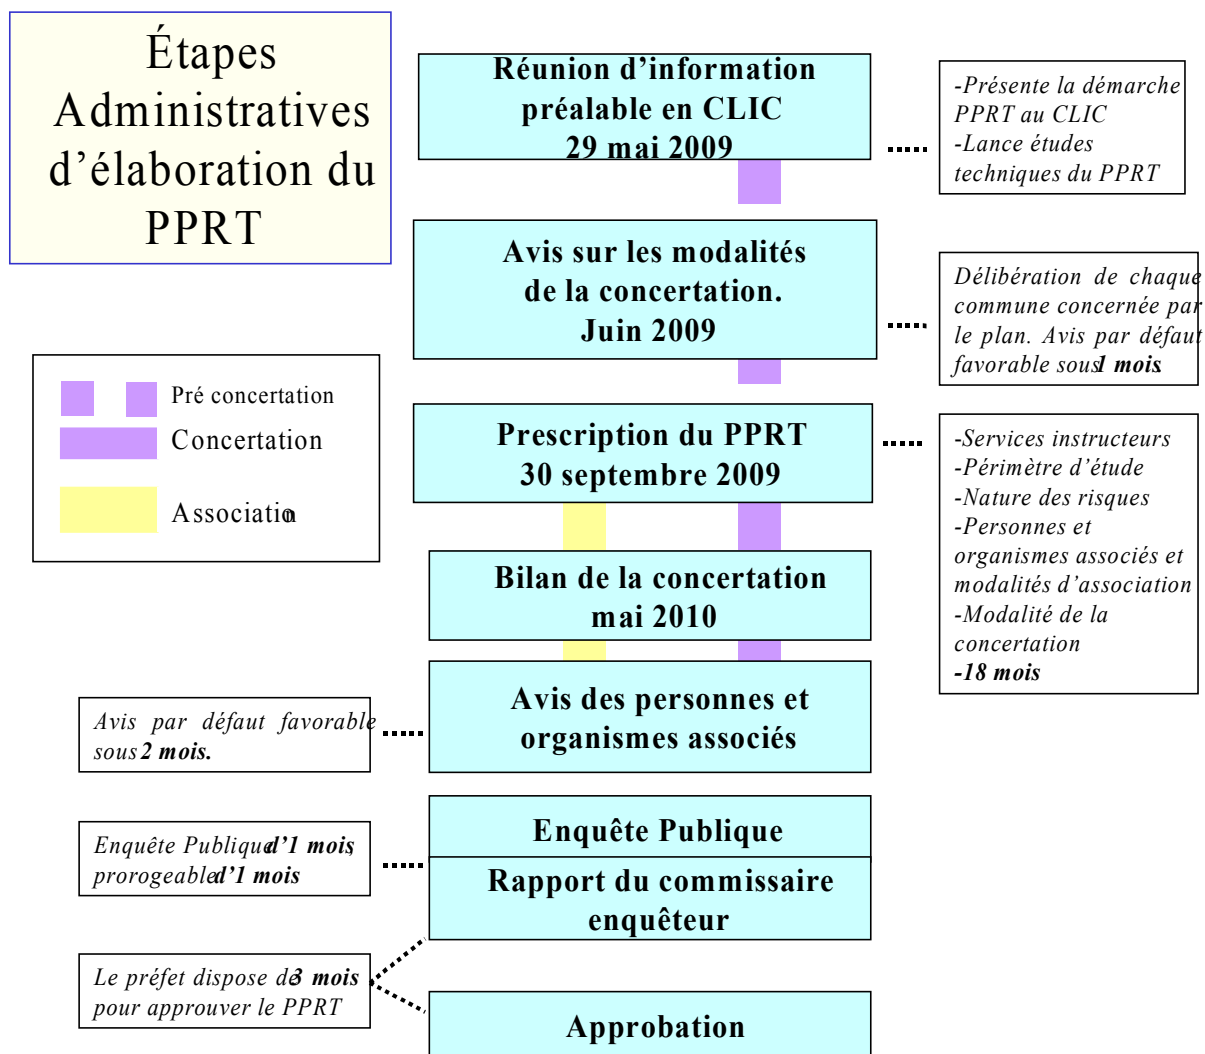 Étapes
Administratives
d’élaboration du
PPRT
Réunion d’information
préalable en CLIC
29 mai 2009
-Présente la démarche
PPRT au CLIC
-Lance études
techniques du PPRT
Avis sur les modalités
de la concertation.
Juin 2009
Délibération de chaque
commune concernée par
le plan. Avis par défaut
favorable sous 1 mois.
Pré concertation
Concertation
Association
Prescription du PPRT
30 septembre 2009
-Services instructeurs
-Périmètre d’étude
-Nature des risques
-Personnes et
organismes associés et
modalités d’association
-Modalité de la
concertation
-18 mois
Bilan de la concertation
mai 2010
Avis des personnes et
organismes associés
Avis par défaut favorable
sous 2 mois.
Enquête Publique
Enquête Publique d’1 mois,
prorogeable d’1 mois
Rapport du commissaire
enquêteur
Le préfet dispose de 3 mois
pour approuver le PPRT
Approbation